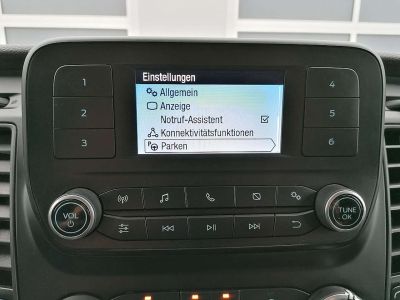 Einstellungen
1
Allgemein
4
Anzeige
2
Notruf-Assistent
5
3
Konnektivitätsfunktionen
6
Parken
VOL
TUNE
OK